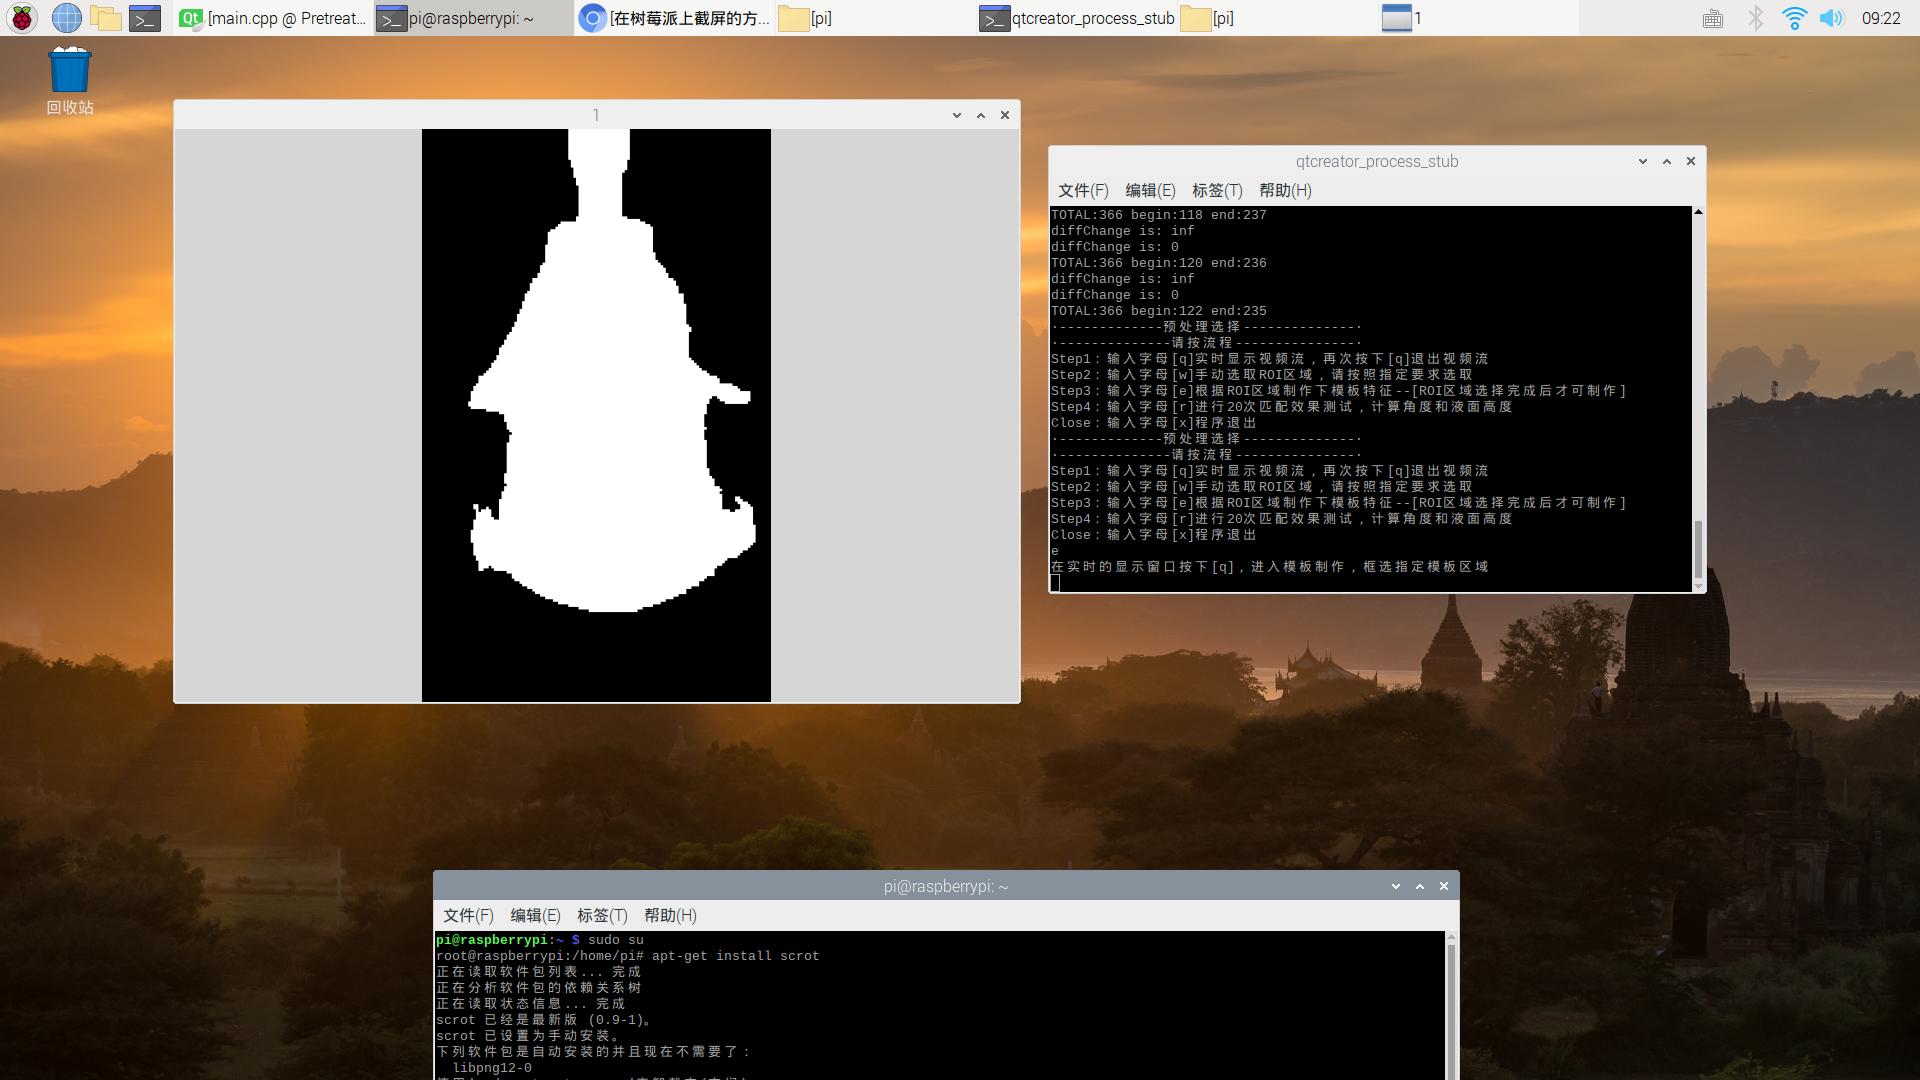 [main.cpp @ Pretreat...
pi@raspberrypi: ~
[在树莓派上截屏的方...
[pi]
qtcreator_process_stub
[pi]
1
09:22
回收站
1
qtcreator_process_stub
文件(F) 编辑(E) 标签(T) 帮助(H)
TOTAL:366 begin:118 end:237
diffChange is: inf
diffChange is: 0
TOTAL:366 begin:120 end:236
diffChange is: inf
diffChange is: 0
TOTAL:366 begin:122 end:235
·-------------预处理选择--------------·
·--------------请按流程---------------·
Step1：输入字母[q]实时显示视频流，再次按下[q]退出视频流
Step2：输入字母[w]手动选取ROI区域，请按照指定要求选取
Step3：输入字母[e]根据ROI区域制作下模板特征--[ROI区域选择完成后才可制作]
Step4：输入字母[r]进行20次匹配效果测试，计算角度和液面高度
Close：输入字母[x]程序退出
·-------------预处理选择--------------·
·--------------请按流程---------------·
Step1：输入字母[q]实时显示视频流，再次按下[q]退出视频流
Step2：输入字母[w]手动选取ROI区域，请按照指定要求选取
Step3：输入字母[e]根据ROI区域制作下模板特征--[ROI区域选择完成后才可制作]
Step4：输入字母[r]进行20次匹配效果测试，计算角度和液面高度
Close：输入字母[x]程序退出
e
在实时的显示窗口按下[q]，进入模板制作，框选指定模板区域
pi@raspberrypi: ~
文件(F) 编辑(E) 标签(T) 帮助(H)
pi@raspberrypi:~ $ sudo su
root@raspberrypi:/home/pi# apt-get install scrot
正在读取软件包列表... 完成
正在分析软件包的依赖关系树
正在读取状态信息... 完成
scrot 已经是最新版 (0.9-1)。
scrot 已设置为手动安装。
下列软件包是自动安装的并且现在不需要了：
libpng12-0